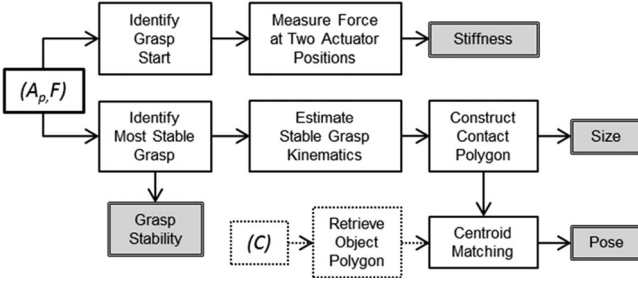 Identify
Grasp
Start
Measure Force
at Two Actuator
Positions
Stiffness
(Ap,F)
Identify
Most Stable
Grasp
Estimate
Stable Grasp
Kinematics
Construct
Contact
Polygon
Size
Grasp
Stability
(C)
Retrieve
Object
Polygon
Centroid
Matching
Pose